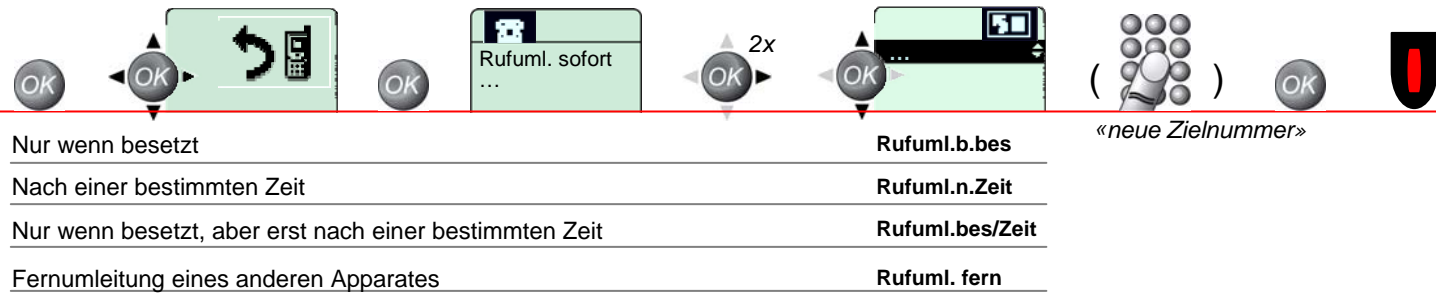 2x
OK
OK
OK
Rufuml. sofort
...
OK
OK
...
( )
OK
«neue Zielnummer»
Nur wenn besetzt Rufuml.b.bes
Nach einer bestimmten Zeit Rufuml.n.Zeit
Nur wenn besetzt, aber erst nach einer bestimmten Zeit Rufuml.bes/Zeit
Fernumleitung eines anderen Apparates Rufuml. fern